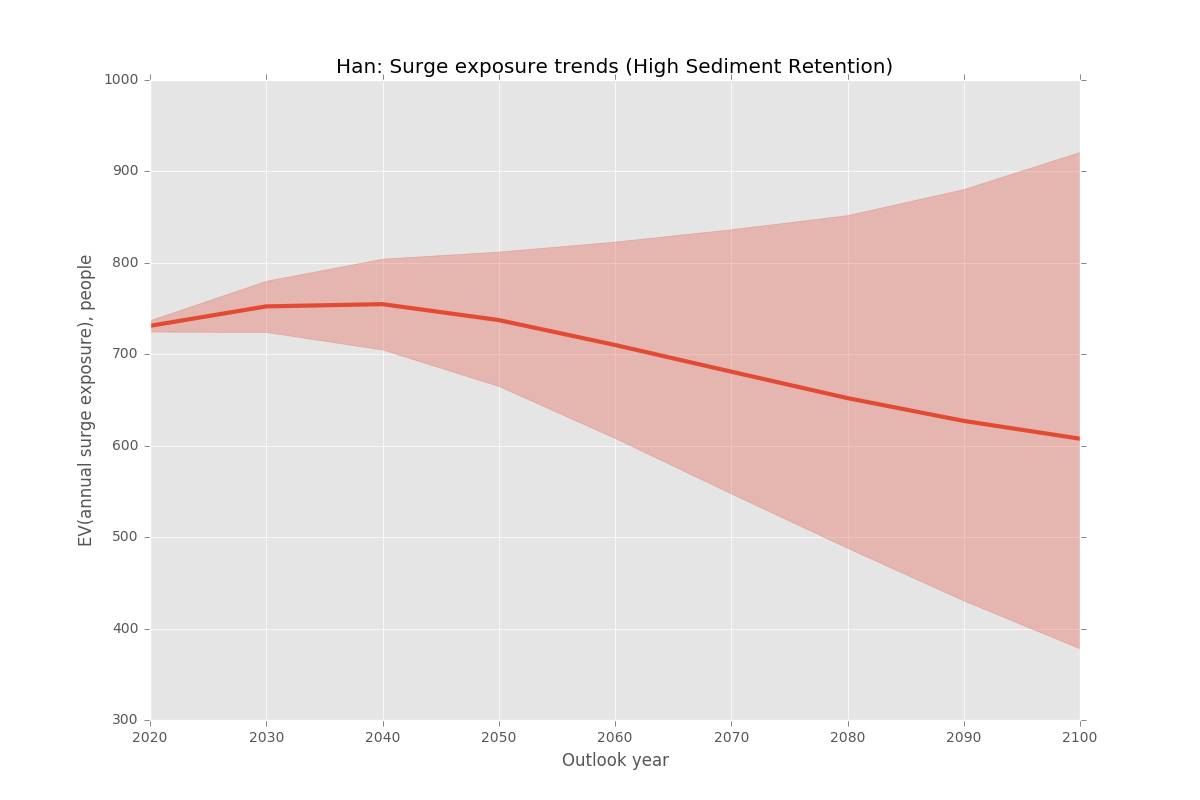 Han: Surge exposure trends (High Sediment Retention)
1000
900
800
700
600
500
400
300
EV(annual surge exposure), people
2020 2030 2040 2050 2060 2070 2080 2090 2100
Outlook year